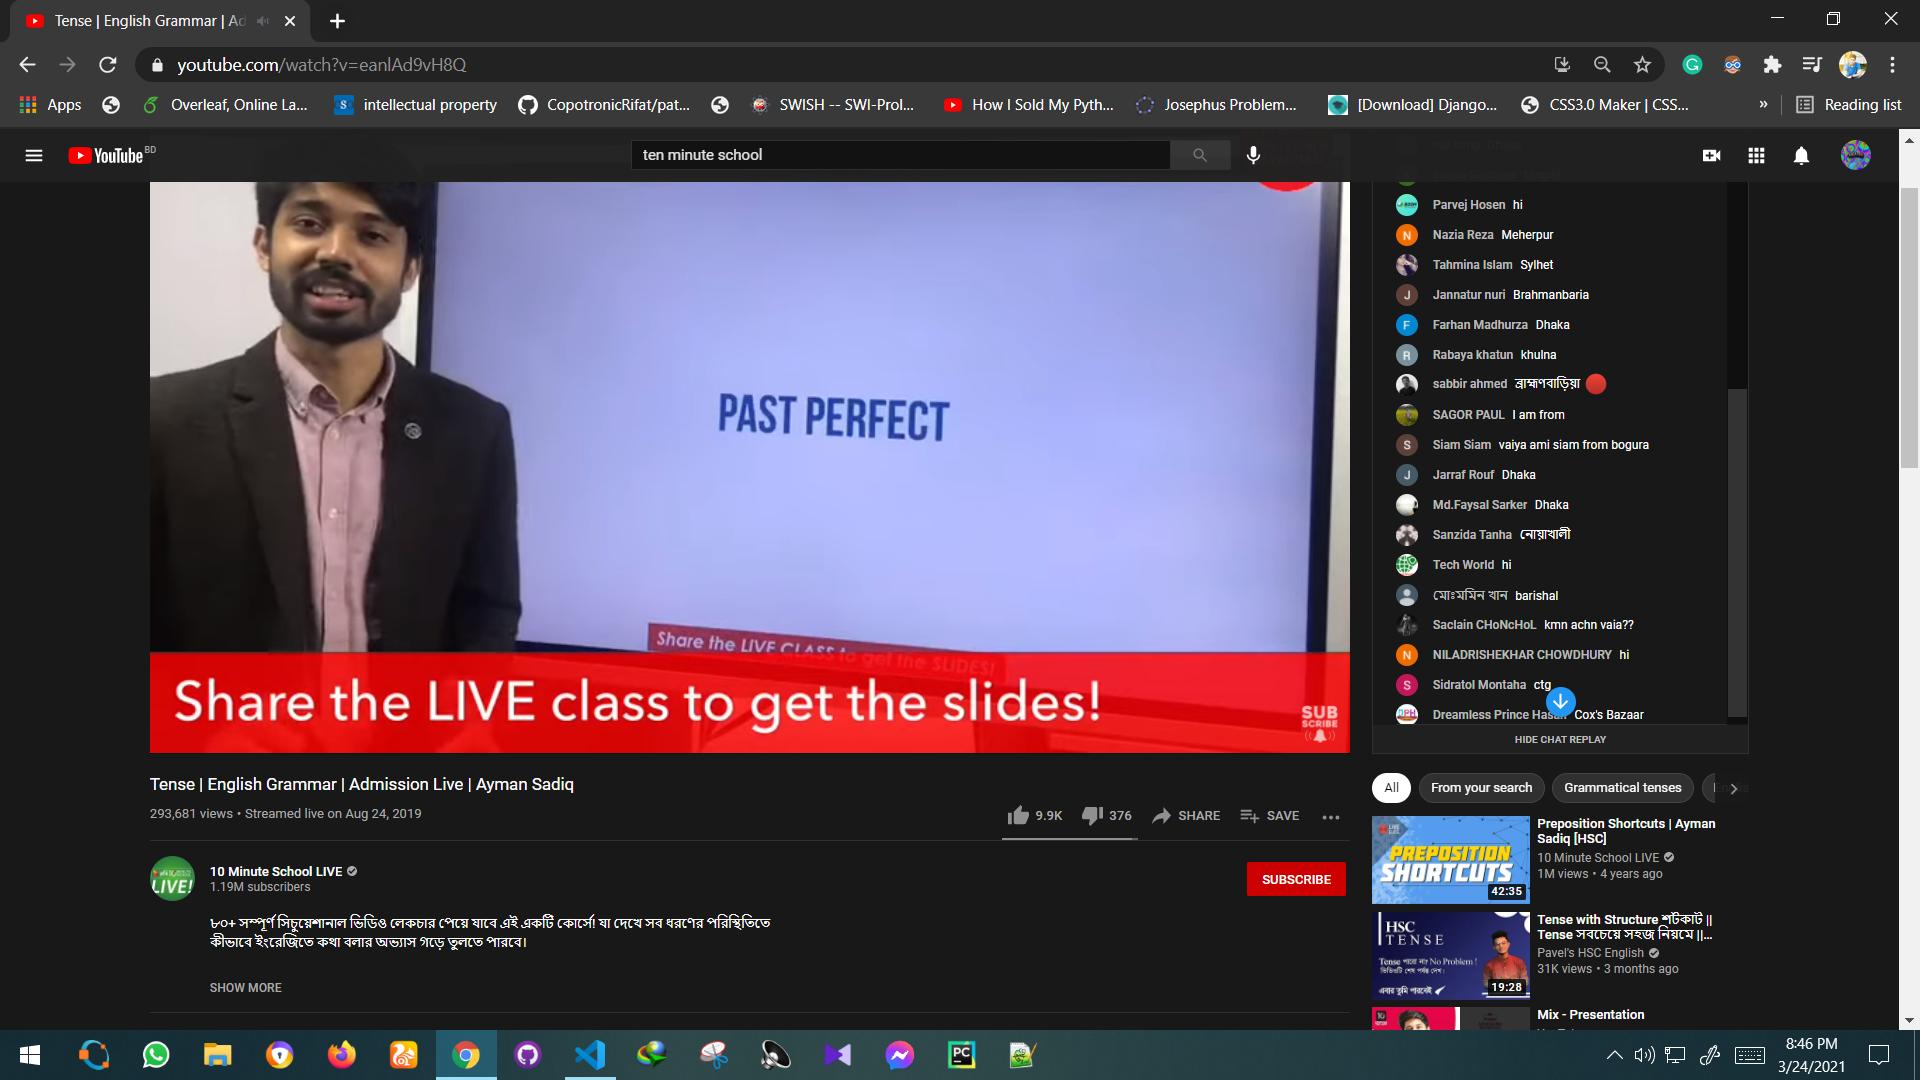 Tense | English Grammar | Ad
youtube.com/watch?v=eanlAd9vH8Q
Apps
Overleaf, Online La...
intellectual property
CopotronicRifat/pat...
SWISH -- SWI-Prol...
How I Sold My Pyth...
Josephus Problem...
[Download] Django...
CSS3.0 Maker | CSS...
»
Reading list
YouTube BD
ten minute school
PAST PERFECT
Share the LIVE CLASS to get the SLIDES!
Share the LIVE class to get the slides!
SUB
SCRIBE
Parvej Hosen hi
Nazia Reza Meherpur
Tahmina Islam Sylhet
Jannatur nuri Brahmanbaria
Farhan Madhurza Dhaka
Rabaya khatun khulna
sabbir ahmed ব্রাহ্মণবাড়িয়া
SAGOR PAUL I am from
Siam Siam vaiya ami siam from bogura
Jarraf Rouf Dhaka
Md.Faysal Sarker Dhaka
Sanzida Tanha নোয়াখালী
Tech World hi
মোঃমমিন খান barishal
Saclain CHoNcHoL kmn achn vaia??
NILADRISHEKHAR CHOWDHURY hi
Sidratol Montaha ctg
Dreamless Prince Hasan Cox's Bazaar
HIDE CHAT REPLAY
Tense | English Grammar | Admission Live | Ayman Sadiq
293,681 views • Streamed live on Aug 24, 2019
9.9K
376
SHARE
SAVE
10 Minute School LIVE
1.19M subscribers
SUBSCRIBE
৮০+ সম্পূর্ণ সিচুয়েশানাল ভিডিও লেকচার পেয়ে যাবে এই একটি কোর্সে! যা দেখে সব ধরণের পরিস্থিতিতে
কীভাবে ইংরেজিতে কথা বলার অভ্যাস গড়ে তুলতে পারবে।
SHOW MORE
All
From your search
Grammatical tenses
LIVE
PREPOSITION
SHORTCUTS
42:35
Preposition Shortcuts | Ayman
Sadiq [HSC]
10 Minute School LIVE
1M views • 4 years ago
HSC
TENSE
Tense পারো না? No Problem !
ভিডিওটি শেষ পর্যন্ত দেখ।
এবার তুমি পারবেই
19:28
Tense with Structure শর্টকাট ||
Tense সবচেয়ে সহজ নিয়মে ||...
Pavel's HSC English
31K views • 3 months ago
Mix - Presentation
8:46 PM
3/24/2021